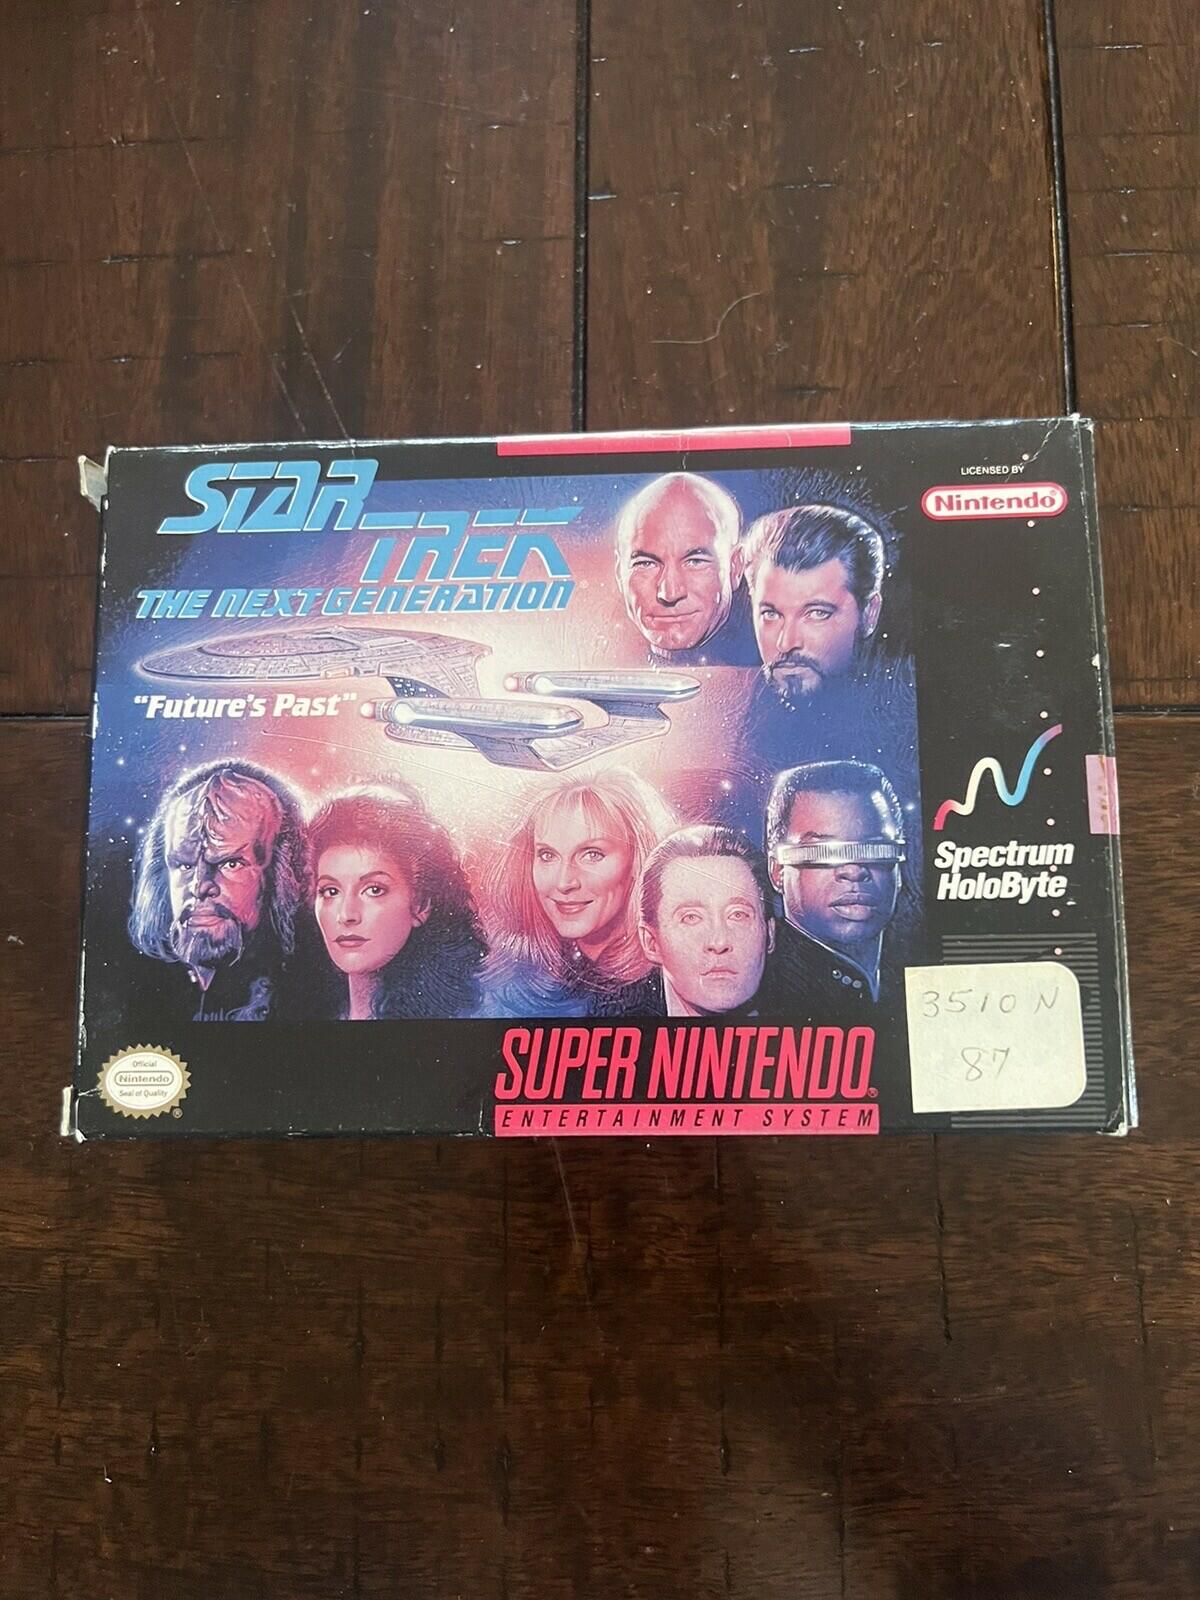 STAR
TREK
THE NEXT GENERATION®
"Future's Past"
LICENSED BY
Nintendo®
Spectrum
HoloByte
3510 N
87
Official
Nintendo
Seal of Quality
®
SUPER NINTENDO®
ENTERTAINMENT SYSTEM